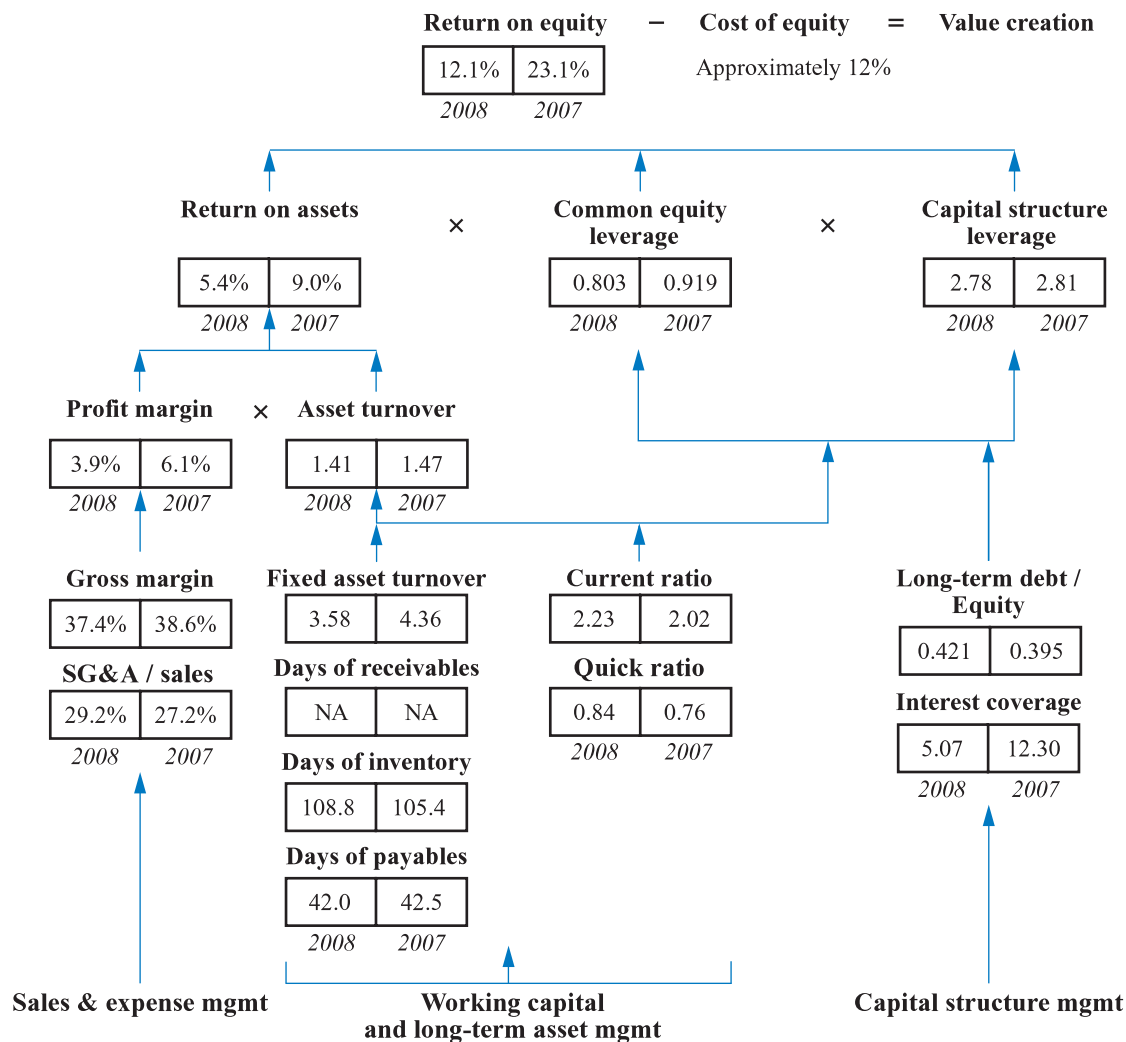 Return on equity − Cost of equity = Value creation
12.1% 23.1% Approximately 12%
2008 2007
Return on assets × Common equity leverage × Capital structure leverage
5.4% 9.0% 0.803 0.919 2.78 2.81
2008 2007 2008 2007 2008 2007
Profit margin × Asset turnover
3.9% 6.1% 1.41 1.47
2008 2007 2008 2007
Gross margin
37.4% 38.6%
SG&A / sales
29.2% 27.2%
2008 2007
Fixed asset turnover
3.58 4.36
Days of receivables
NA NA
Days of inventory
108.8 105.4
Days of payables
42.0 42.5
2008 2007
Current ratio
2.23 2.02
Quick ratio
0.84 0.76
2008 2007
Long-term debt /
Equity
0.421 0.395
Interest coverage
5.07 12.30
2008 2007
Sales & expense mgmt
Working capital
and long-term asset mgmt
Capital structure mgmt